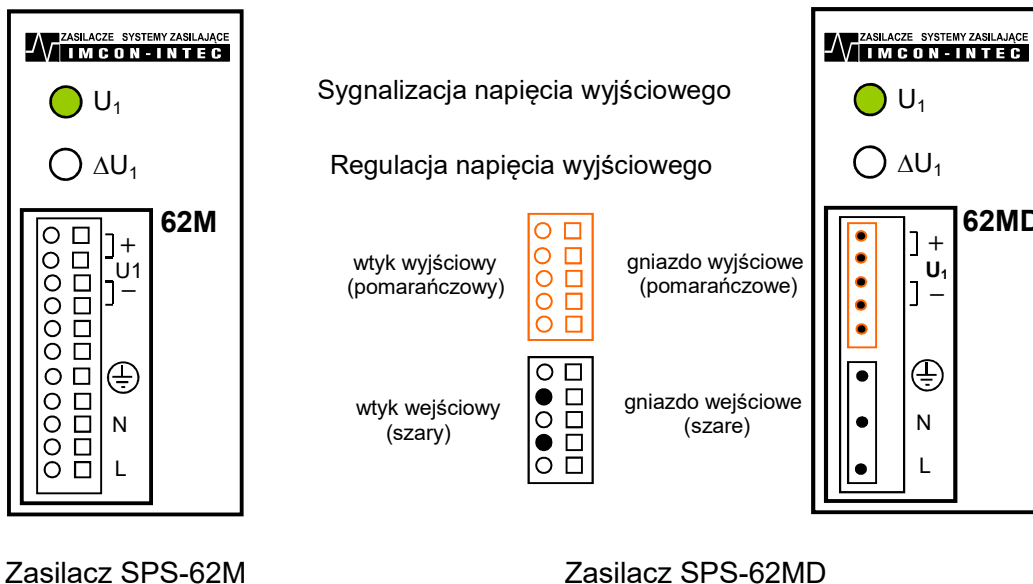 ZASILACZE SYSTEMY ZASILAJĄCE
IMCON-INTEC
U1
ΔU1
62M
+
U1
−
N
L
Sygnalizacja napięcia wyjściowego
Regulacja napięcia wyjściowego
wtyk wyjściowy
(pomarańczowy)
gniazdo wyjściowe
(pomarańczowe)
wtyk wejściowy
(szary)
gniazdo wejściowe
(szare)
ZASILACZE SYSTEMY ZASILAJĄCE
IMCON-INTEC
U1
ΔU1
62MD
+
U1
−
N
L
Zasilacz SPS-62M
Zasilacz SPS-62MD